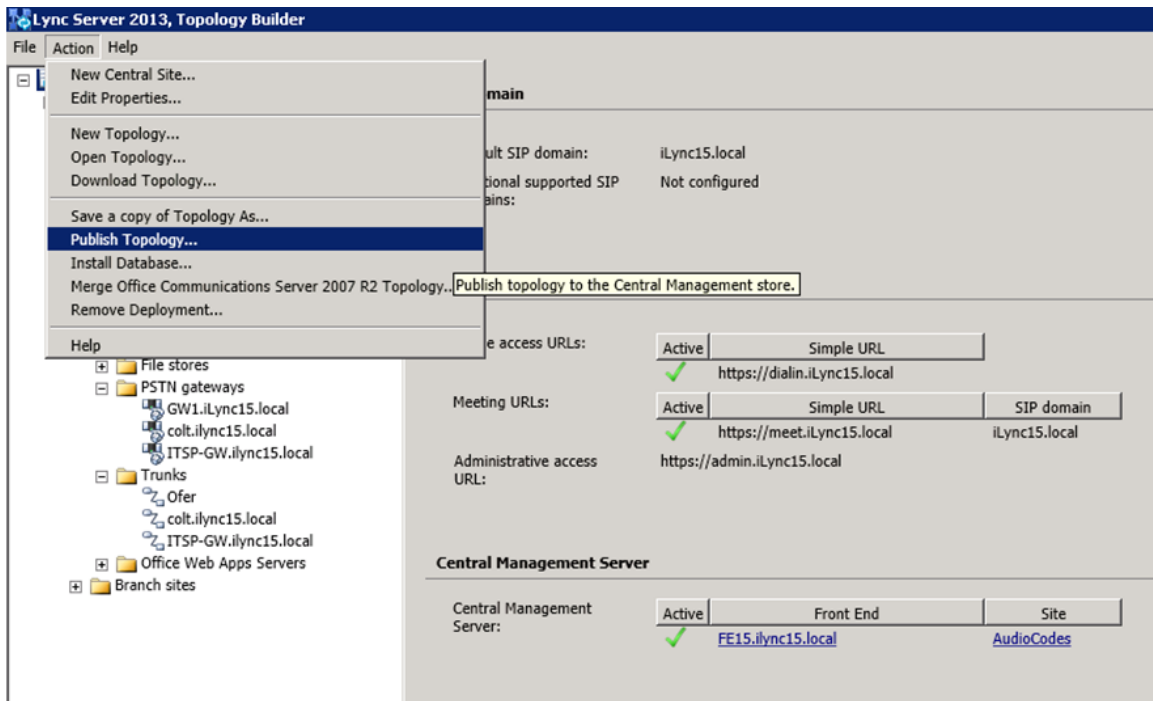 Lync Server 2013, Topology Builder
File Action Help
New Central Site...
Edit Properties...
New Topology...
Open Topology...
Download Topology...
Save a copy of Topology As...
Publish Topology...
Install Database...
Merge Office Communications Server 2007 R2 Topology..
Remove Deployment...
Help
Publish topology to the Central Management store.
File stores
PSTN gateways
GW1.iLync15.local
colt.ilync15.local
ITSP-GW.ilync15.local
Trunks
Ofer
colt.ilync15.local
ITSP-GW.ilync15.local
Office Web Apps Servers
Branch sites
main
ult SIP domain: iLync15.local
tional supported SIP Not configured
ains:
e access URLs: Active Simple URL
https://dialin.iLync15.local
Meeting URLs: Active Simple URL SIP domain
https://meet.iLync15.local iLync15.local
Administrative access https://admin.iLync15.local
URL:
Central Management Server
Central Management Active Front End Site
Server: FE15.ilync15.local AudioCodes